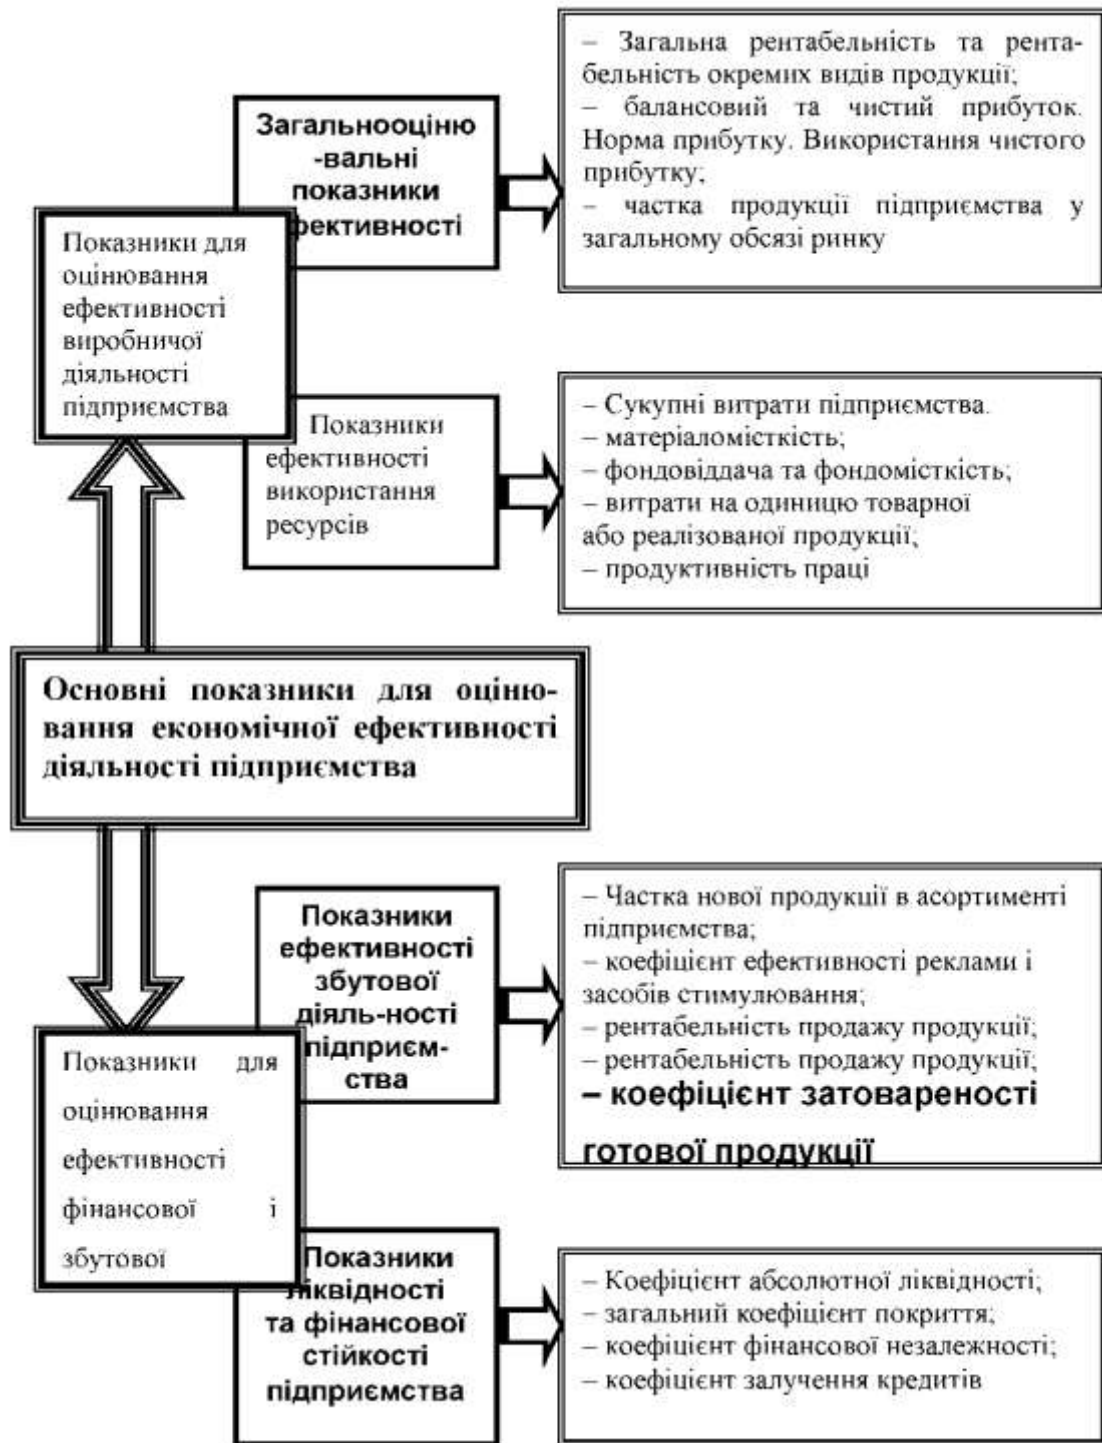 – Загальна рентабельність та рента-
бельність окремих видів продукції;
– балансовий та чистий прибуток.
Норма прибутку. Використання чистого
прибутку;
– частка продукції підприємства у
загальному обсязі ринку
Загальнооціню
-вальні
показники
фективності
Показники для
оцінювання
ефективності
виробничої
діяльності
підприємства
Показники
ефективності
використання
ресурсів
– Сукупні витрати підприємства.
– матеріаломісткість;
– фондовіддача та фондомісткість;
– витрати на одиницю товарної
або реалізованої продукції;
– продуктивність праці
Основні показники для оціню-
вання економічної ефективності
діяльності підприємства
Показники
ефективності
збутової
діяль-ності
підприєм-
ства
– Частка нової продукції в асортименті
підприємства;
– коефіцієнт ефективності реклами і
засобів стимулювання;
– рентабельність продажу продукції;
– рентабельність продажу продукції;
– коефіцієнт затовареності
готової продукції
Показники для
оцінювання
ефективності
фінансової і
збутової
Показники
ліквідності
та фінансової
стійкості
підприємства
– Коефіцієнт абсолютної ліквідності;
– загальний коефіцієнт покриття;
– коефіцієнт фінансової незалежності;
– коефіцієнт залучення кредитів